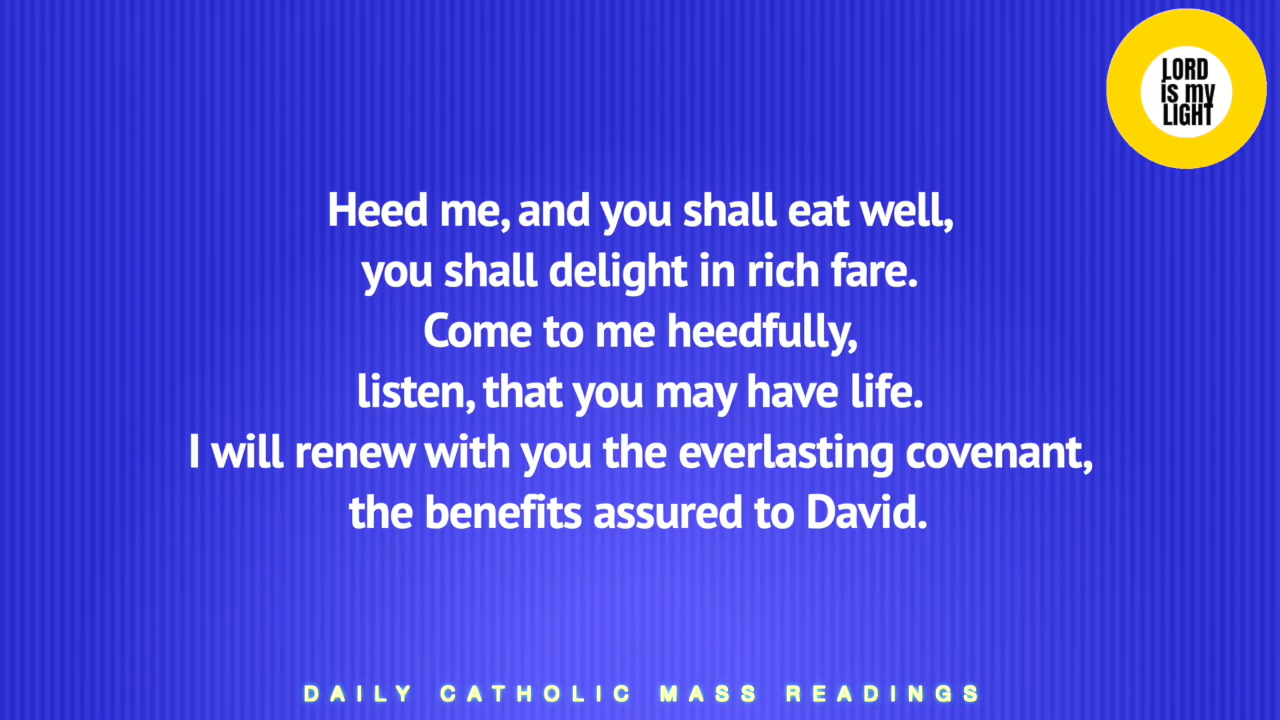 LORD
is my
LIGHT
Heed me, and you shall eat well,
you shall delight in rich fare.
Come to me heedfully,
listen, that you may have life.
I will renew with you the everlasting covenant,
the benefits assured to David.
DAILY CATHOLIC MASS READINGS